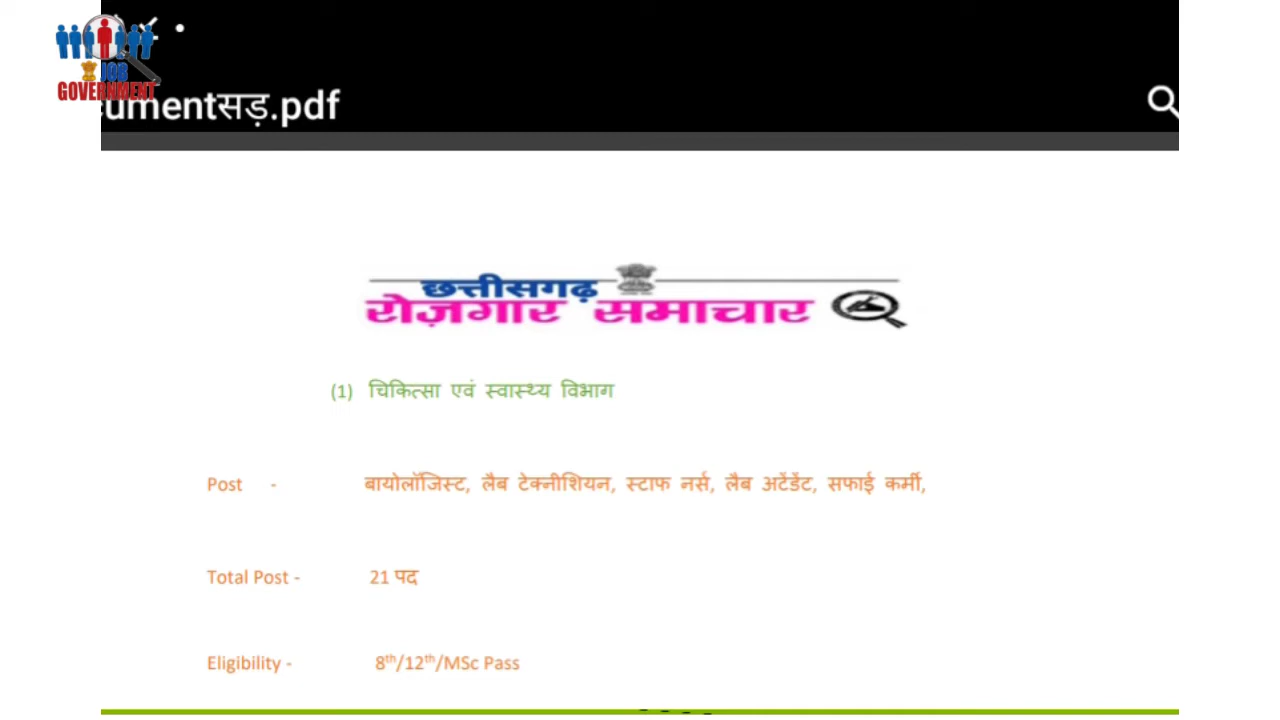 JOB
GOVERNMENT
cumentसड़.pdf
छत्तीसगढ़
रोज़गार समाचार
(1) चिकित्सा एवं स्वास्थ्य विभाग
Post - बायोलॉजिस्ट, लैब टेक्नीशियन, स्टाफ नर्स, लैब अटेंडेंट, सफाई कर्मी,
Total Post - 21 पद
Eligibility - 8th/12th/MSc Pass